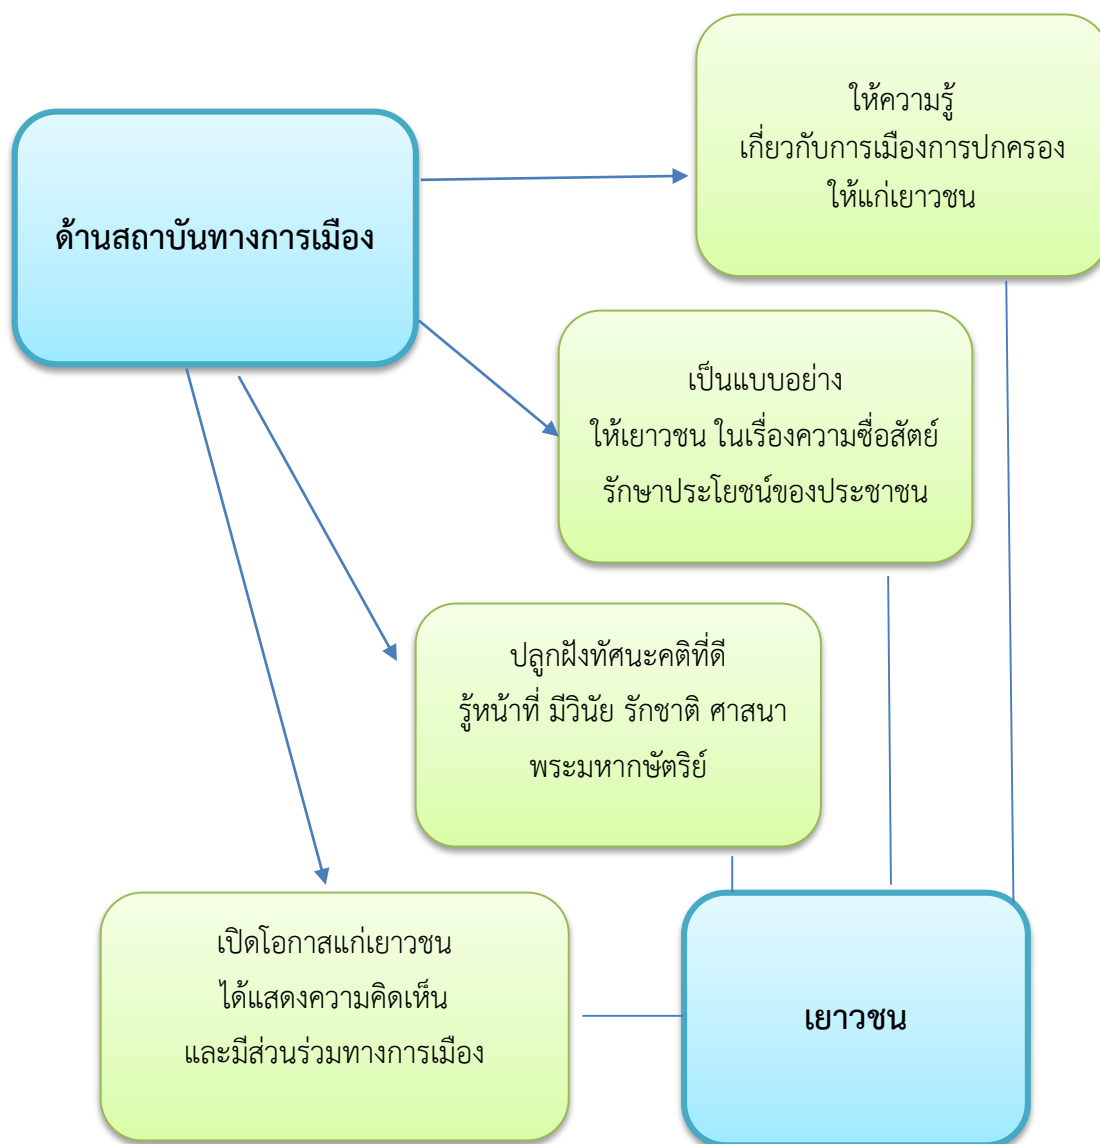 ให้ความรู้
เกี่ยวกับการเมืองการปกครอง
ให้แก่เยาวชน
ด้านสถาบันทางการเมือง
เป็นแบบอย่าง
ให้เยาวชน ในเรื่องความซื่อสัตย์
รักษาประโยชน์ของประชาชน
ปลูกฝังทัศนะคติที่ดี
รู้หน้าที่ มีวินัย รักชาติ ศาสนา
พระมหากษัตริย์
เปิดโอกาสแก่เยาวชน
ได้แสดงความคิดเห็น
และมีส่วนร่วมทางการเมือง
เยาวชน